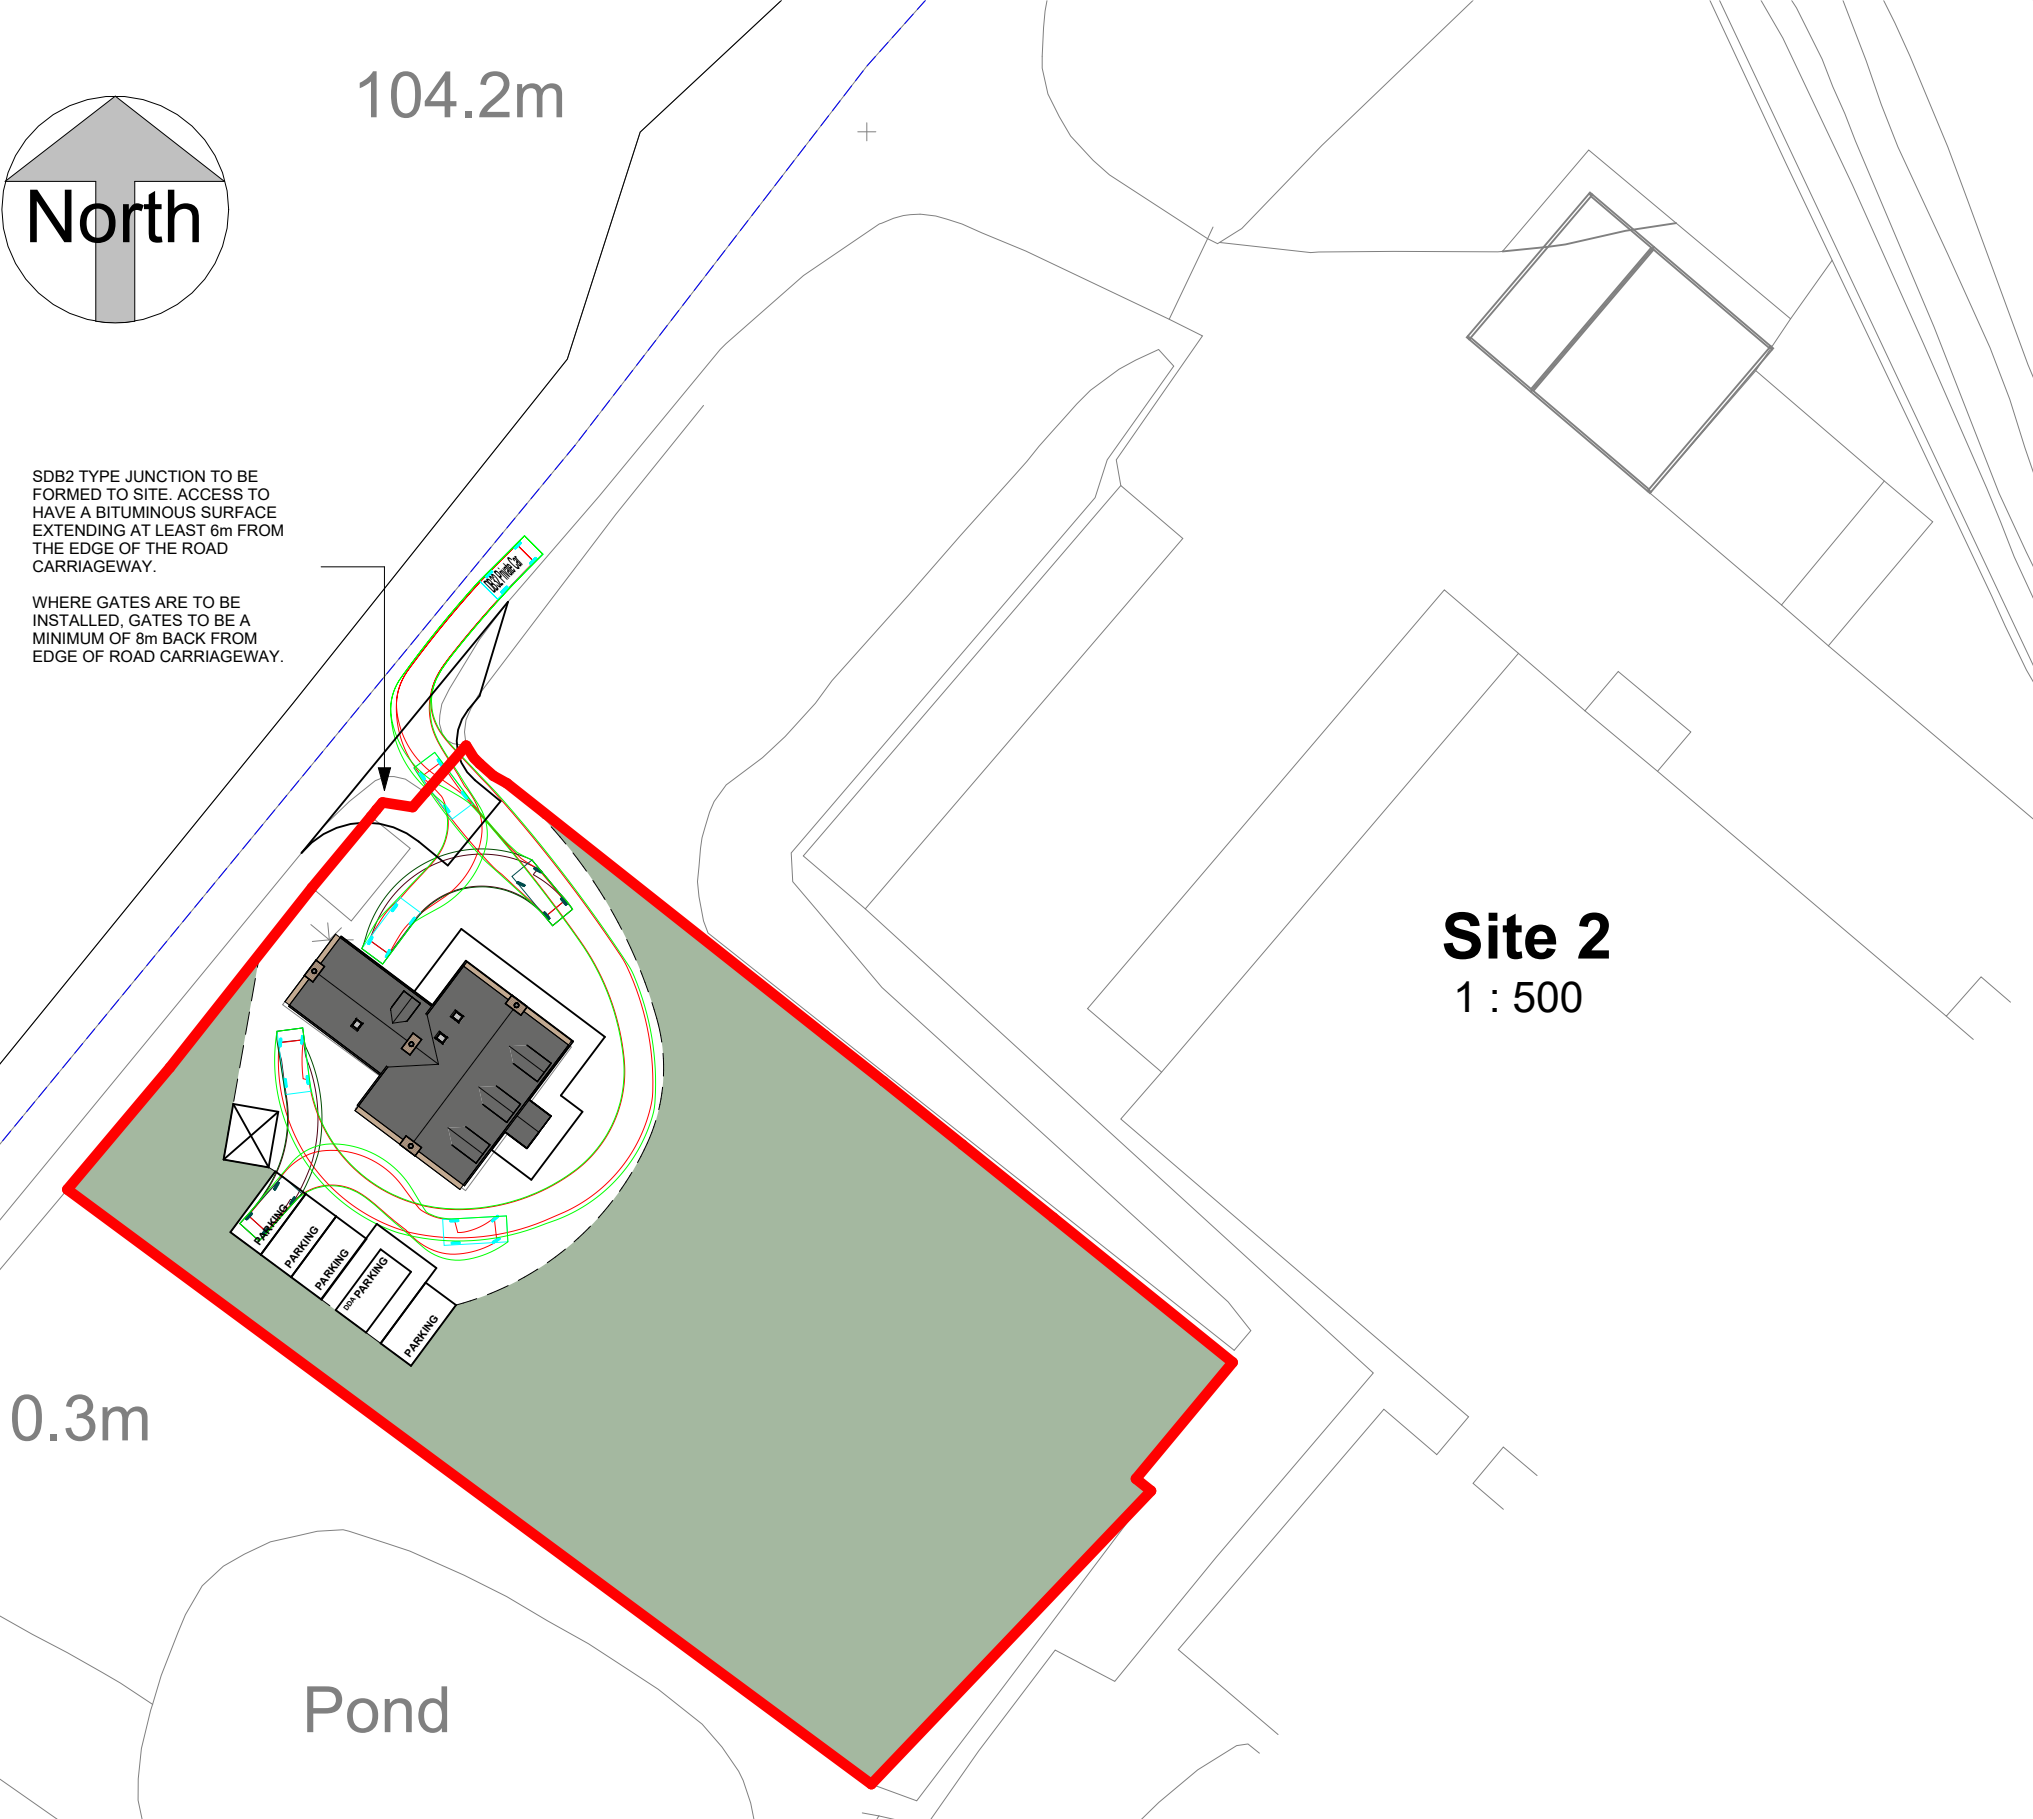 104.2m
North
SDB2 TYPE JUNCTION TO BE
FORMED TO SITE. ACCESS TO
HAVE A BITUMINOUS SURFACE
EXTENDING AT LEAST 6m FROM
THE EDGE OF THE ROAD
CARRIAGEWAY.
WHERE GATES ARE TO BE
INSTALLED, GATES TO BE A
MINIMUM OF 8m BACK FROM
EDGE OF ROAD CARRIAGEWAY.
Private Car
Site 2
1 : 500
PARKING
PARKING
PARKING
DDA PARKING
PARKING
0.3m
Pond